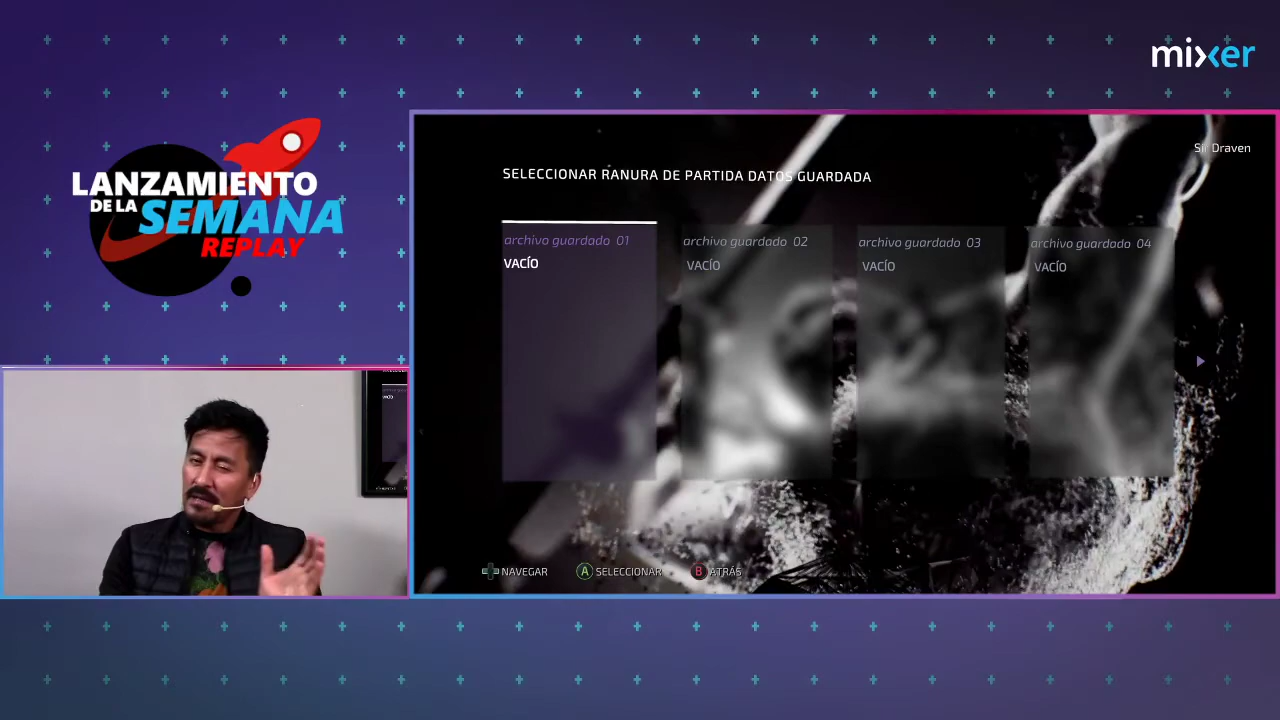 mixer
LANZAMIENTO
DE LA SEMANA
REPLAY
Sir Draven
SELECCIONAR RANURA DE PARTIDA DATOS GUARDADA
archivo guardado 01
VACÍO
archivo guardado 02
VACÍO
archivo guardado 03
VACÍO
archivo guardado 04
VACÍO
NAVEGAR
A SELECCIONAR
B ATRÁS